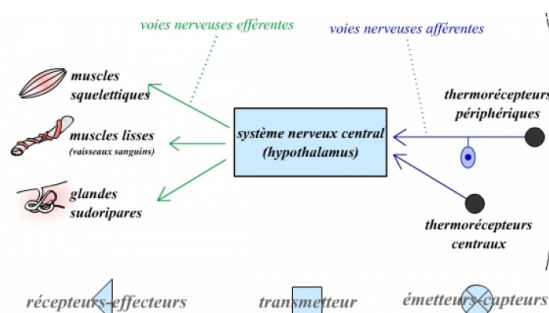 voies nerveuses efférentes
voies nerveuses afférentes
muscles
squelettiques
muscles lisses
(vaisseaux sanguins)
glandes
sudoripares
système nerveux central
(hypothalamus)
thermorécepteurs
périphériques
thermorécepteurs
centraux
récepteurs-effecteurs
transmetteur
émetteurs-capteurs